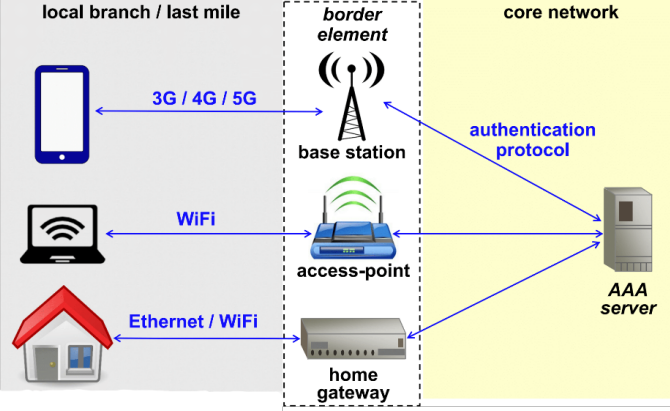 local branch / last mile
border
element
core network
3G / 4G / 5G
base station
authentication
protocol
WiFi
access-point
AAA
server
Ethernet / WiFi
home
gateway